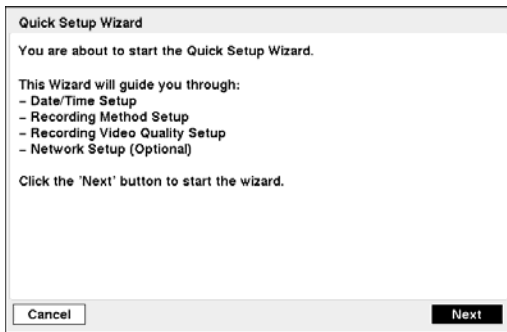 Quick Setup Wizard
You are about to start the Quick Setup Wizard.
This Wizard will guide you through:
– Date/Time Setup
– Recording Method Setup
– Recording Video Quality Setup
– Network Setup (Optional)
Click the 'Next' button to start the wizard.
Cancel
Next